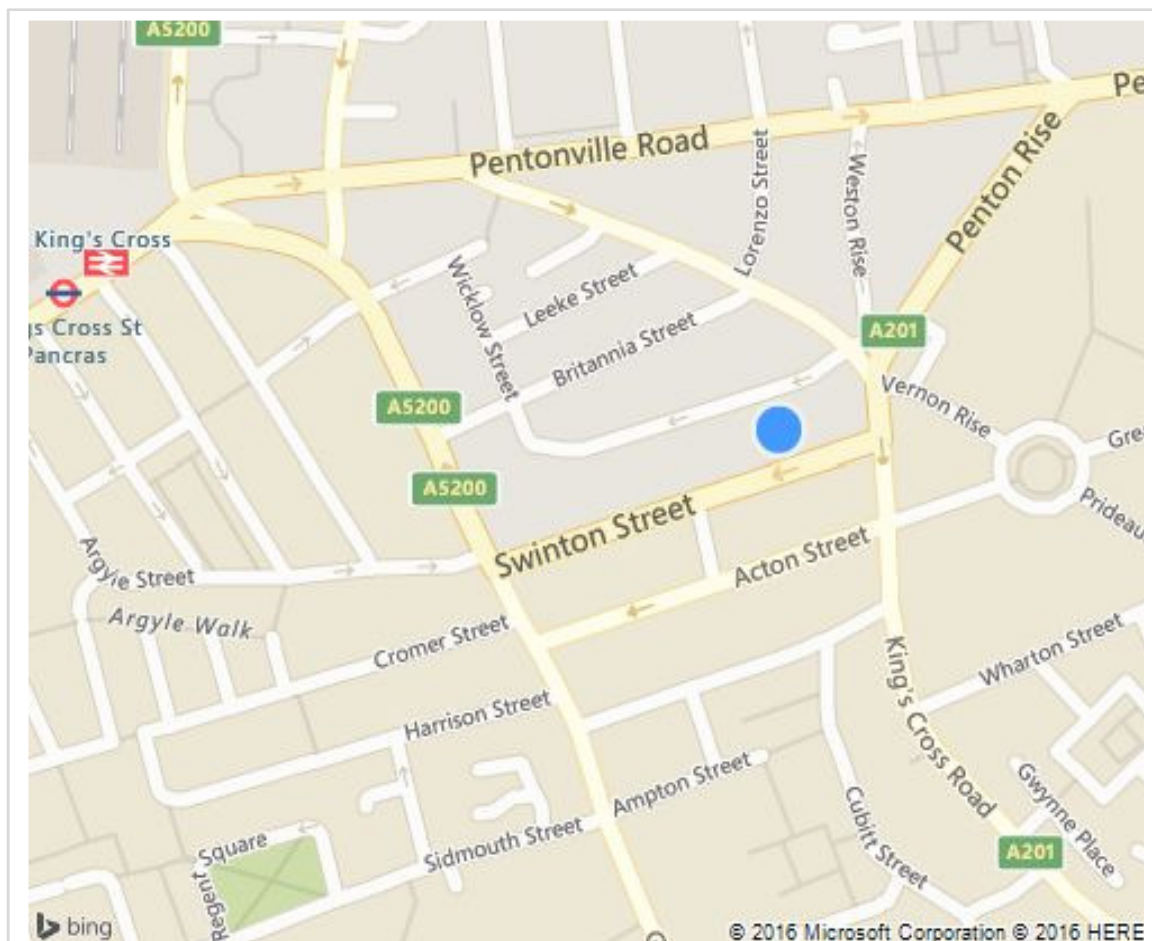 A5200
Pe
Pentonville Road
Lorenzo Street
Weston Rise
Penton Rise
King's Cross
gs Cross St
Pancras
Wicklow Street
Leeke Street
Britannia Street
A201
A5200
Vernon Rise
Gre
A5200
Swinton Street
Prideau
Acton Street
Argyle Street
Argyle Walk
Cromer Street
Wharton Street
King's Cross Road
Harrison Street
Ampton Street
Gwynne Place
Cubitt Street
Sidmouth Street
A201
Regent Square
bing
© 2016 Microsoft Corporation © 2016 HERE